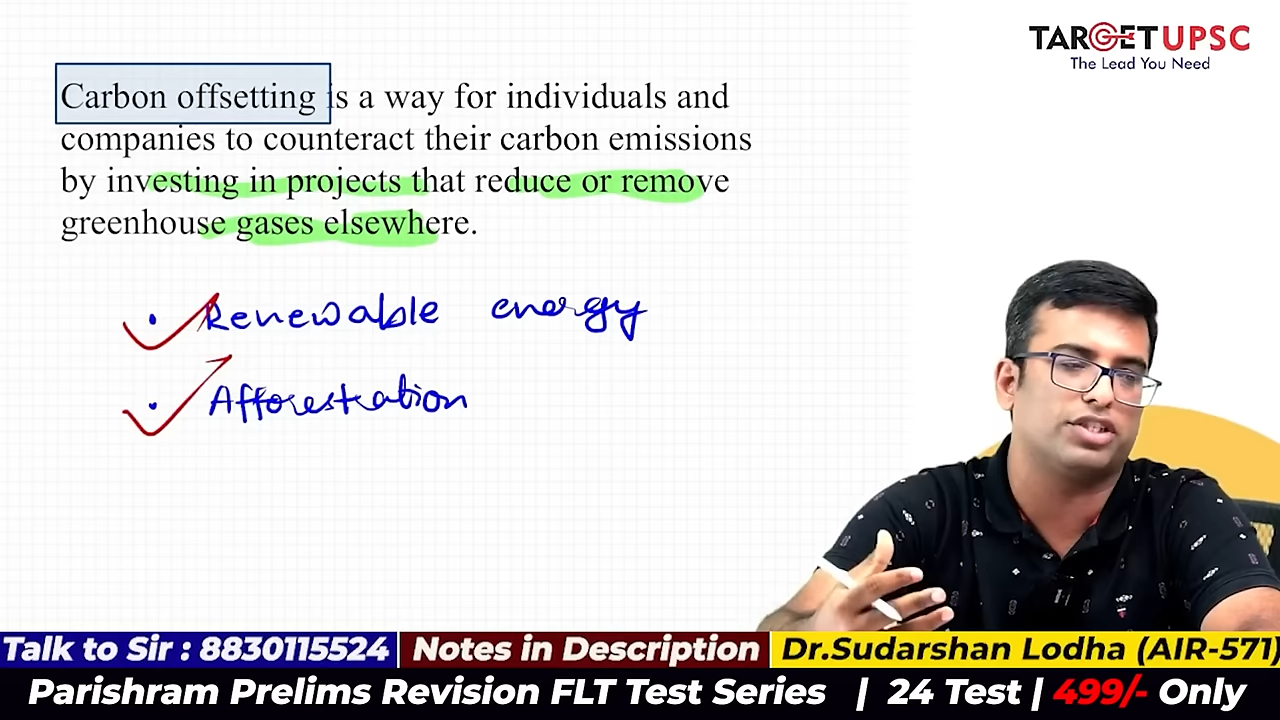 TARGETUPSC
The Lead You Need
Carbon offsetting is a way for individuals and
companies to counteract their carbon emissions
by investing in projects that reduce or remove
greenhouse gases elsewhere.
• Renewable energy
• Afforestration
Talk to Sir : 8830115524 Notes in Description Dr.Sudarshan Lodha (AIR-571)
Parishram Prelims Revision FLT Test Series | 24 Test | 499/- Only